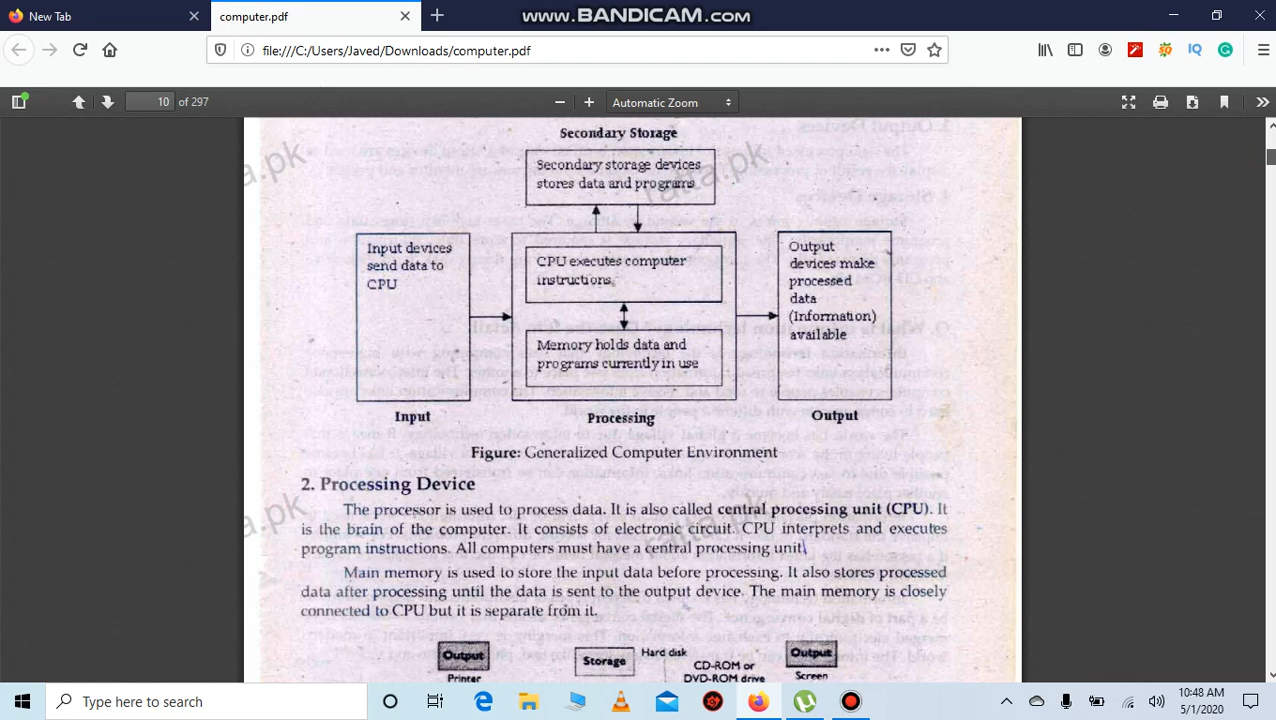 New Tab
computer.pdf
www.BANDICAM.com
file:///C:/Users/Javed/Downloads/computer.pdf
IQ
10 of 297
Automatic Zoom
Secondary Storage
Secondary storage devices
stores data and programs
Input devices
send data to
CPU
CPU executes computer
instructions
Memory holds data and
programs currently in use
Output
devices make
processed
data
(Information)
available
Input
Processing
Output
Figure: Generalized Computer Environment
2. Processing Device
The processor is used to process data. It is also called central processing unit (CPU). It
is the brain of the computer. It consists of electronic circuit. CPU interprets and executes
program instructions. All computers must have a central processing unit
Main memory is used to store the input data before processing. It also stores processed
data after processing until the data is sent to the output device. The main memory is closely
connected to CPU but it is separate from it.
Output
Printer
Storage
Hard disk
CD-ROM or
DVD-ROM drive
Output
Screen
Type here to search
10:48 AM
5/1/2020